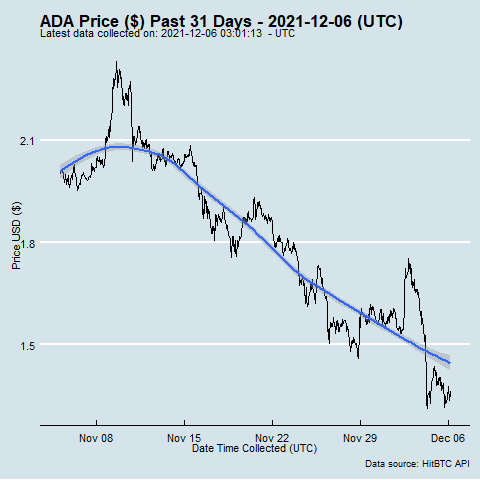 ADA Price ($) Past 31 Days - 2021-12-06 (UTC)
Latest data collected on: 2021-12-06 03:01:13 - UTC
Price USD ($)
2.1
1.8
1.5
Nov 08
Nov 15
Nov 22
Nov 29
Dec 06
Date Time Collected (UTC)
Data source: HitBTC API